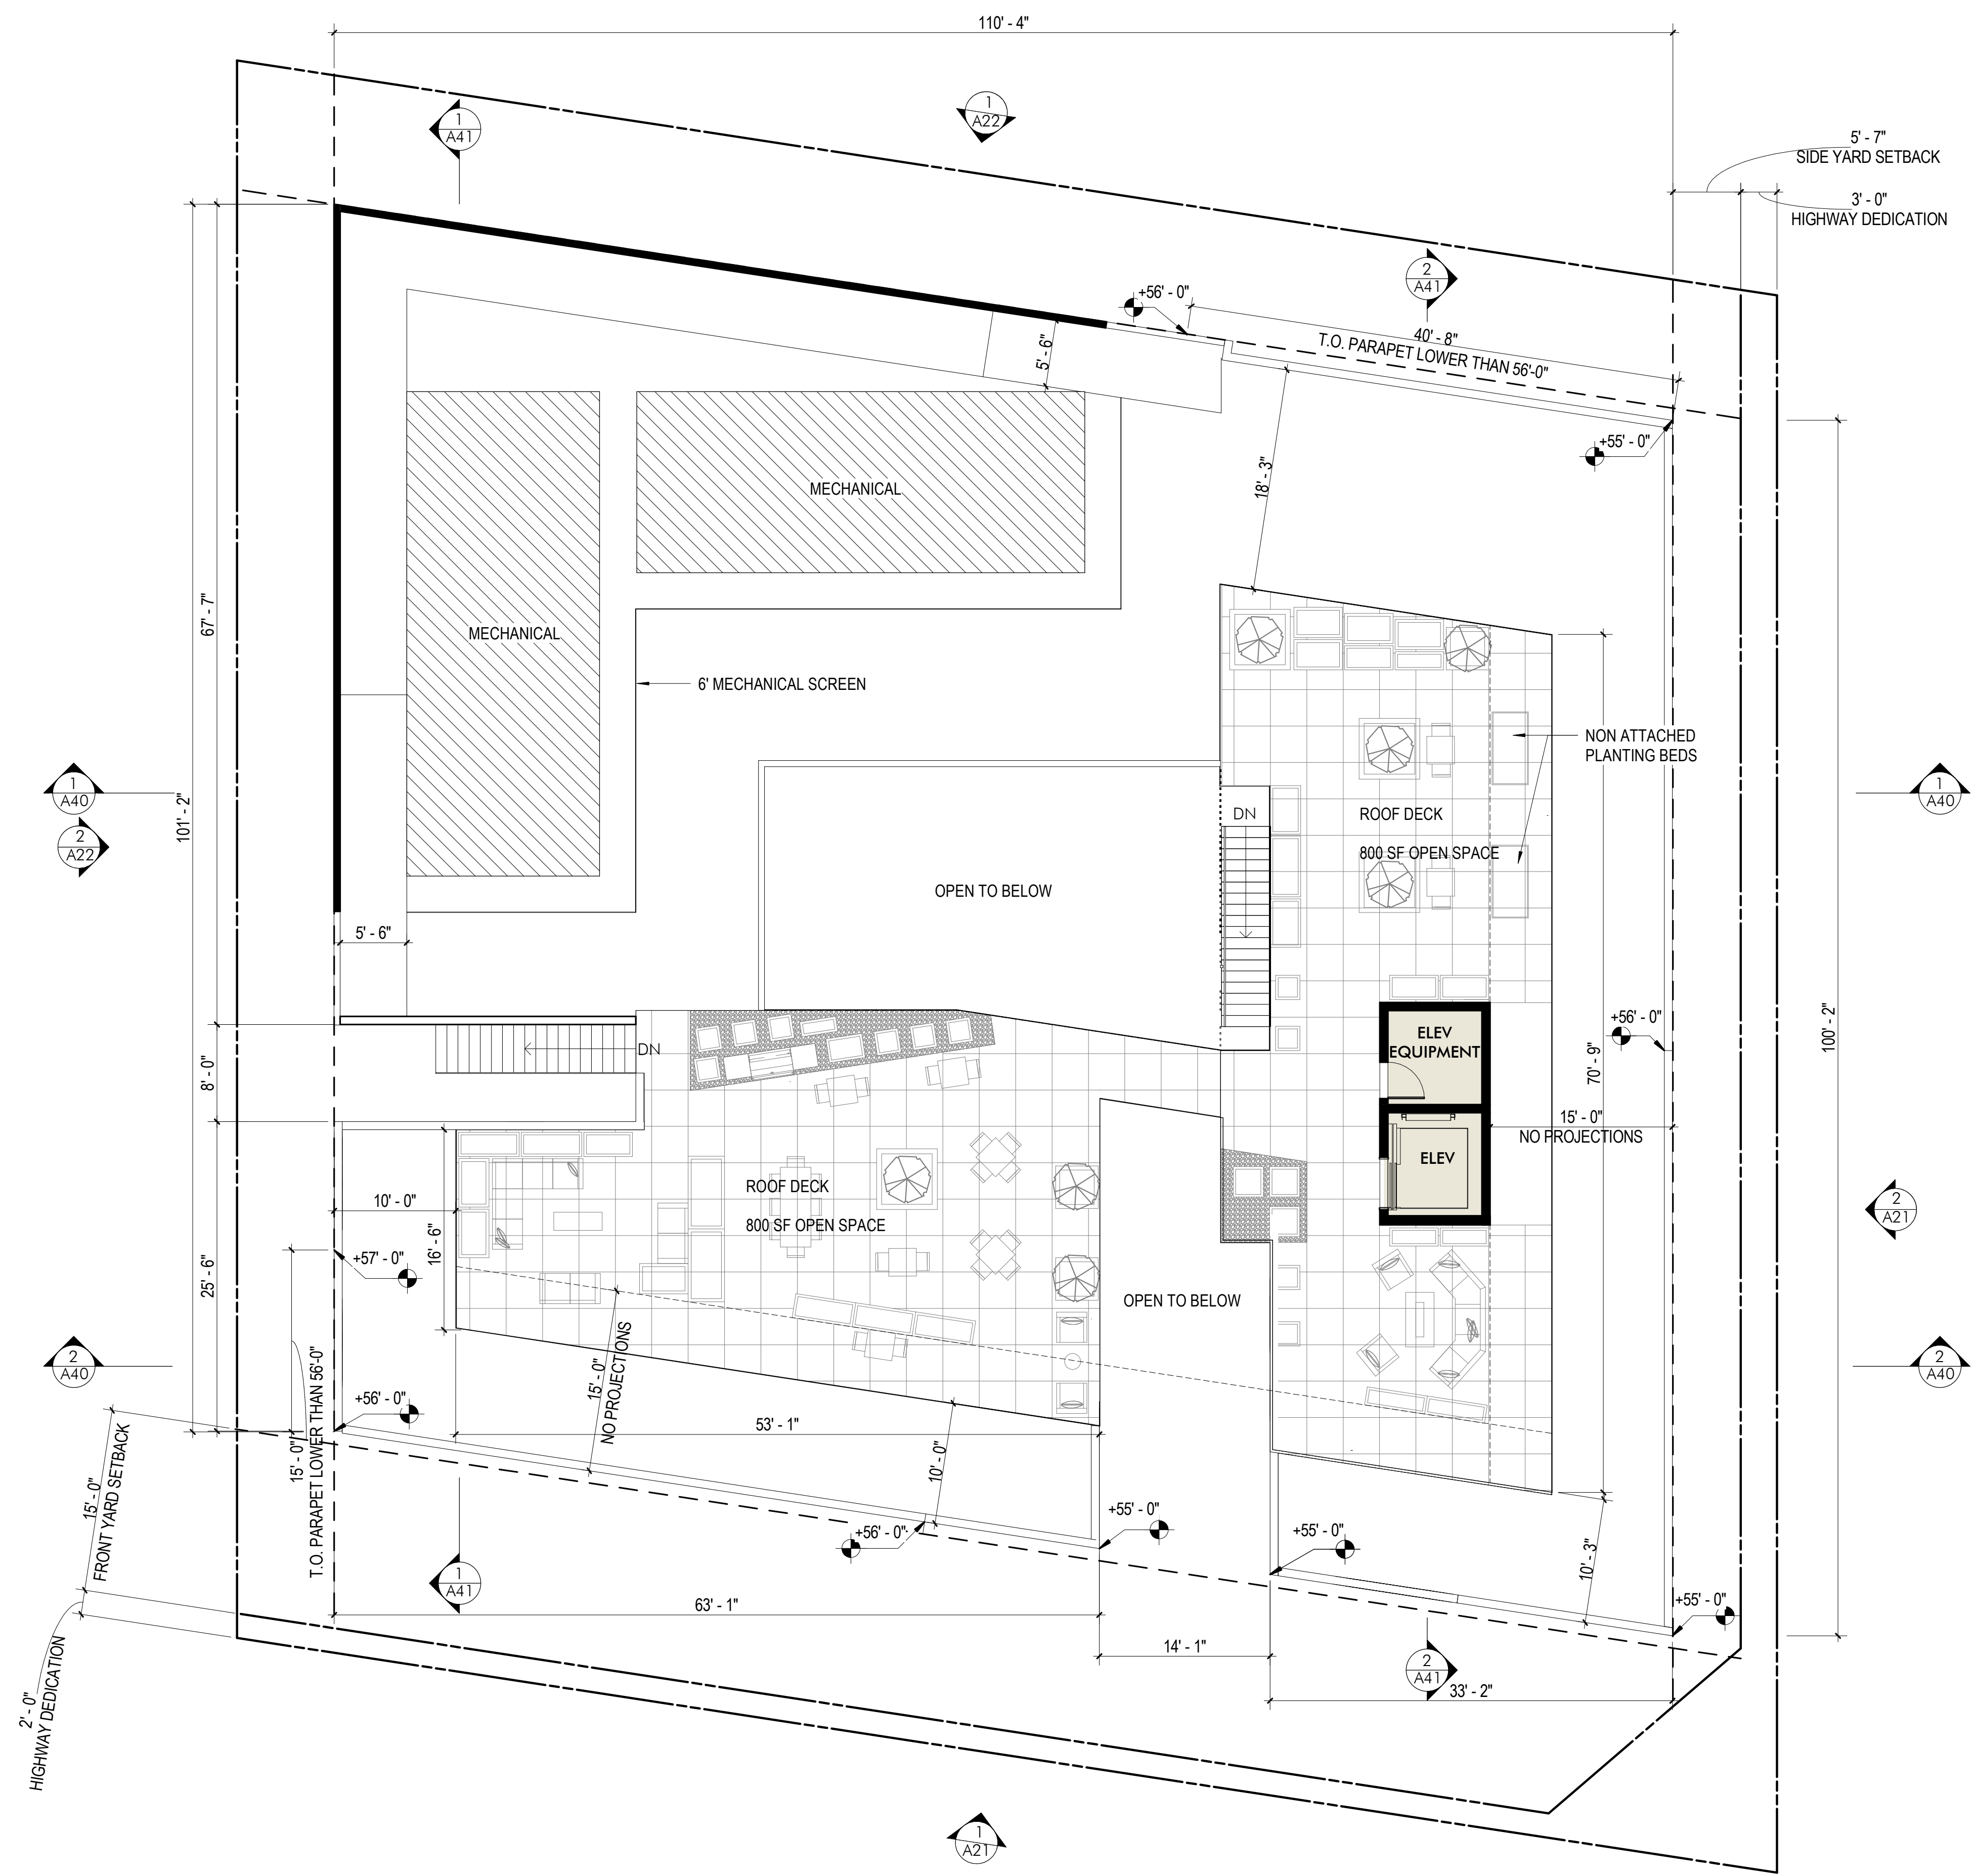 110' - 4"
1
A41
1
A22
5' - 7"
SIDE YARD SETBACK
3' - 0"
HIGHWAY DEDICATION
2
A41
+56' - 0"
40' - 8"
T.O. PARAPET LOWER THAN 56'-0"
5' - 6"
+55' - 0"
18' - 3"
MECHANICAL
MECHANICAL
67' - 7"
6' MECHANICAL SCREEN
NON ATTACHED
PLANTING BEDS
1
A40
101' - 2"
2
A22
DN
ROOF DECK
800 SF OPEN SPACE
1
A40
OPEN TO BELOW
5' - 6"
+56' - 0"
100' - 2"
ELEV
EQUIPMENT
70' - 9"
DN
8' - 0"
15' - 0"
NO PROJECTIONS
ELEV
ROOF DECK
800 SF OPEN SPACE
10' - 0"
16' - 6"
2
A21
+57' - 0"
25' - 6"
OPEN TO BELOW
2
A40
15' - 0"
NO PROJECTIONS
2
A40
+56' - 0"
53' - 1"
15' - 0"
T.O. PARAPET LOWER THAN 56'-0"
10' - 0"
15' - 0"
FRONT YARD SETBACK
+56' - 0"
+55' - 0"
+55' - 0"
10' - 3"
1
A41
63' - 1"
+55' - 0"
14' - 1"
2
A41
33' - 2"
2' - 0"
HIGHWAY DEDICATION
1
A21